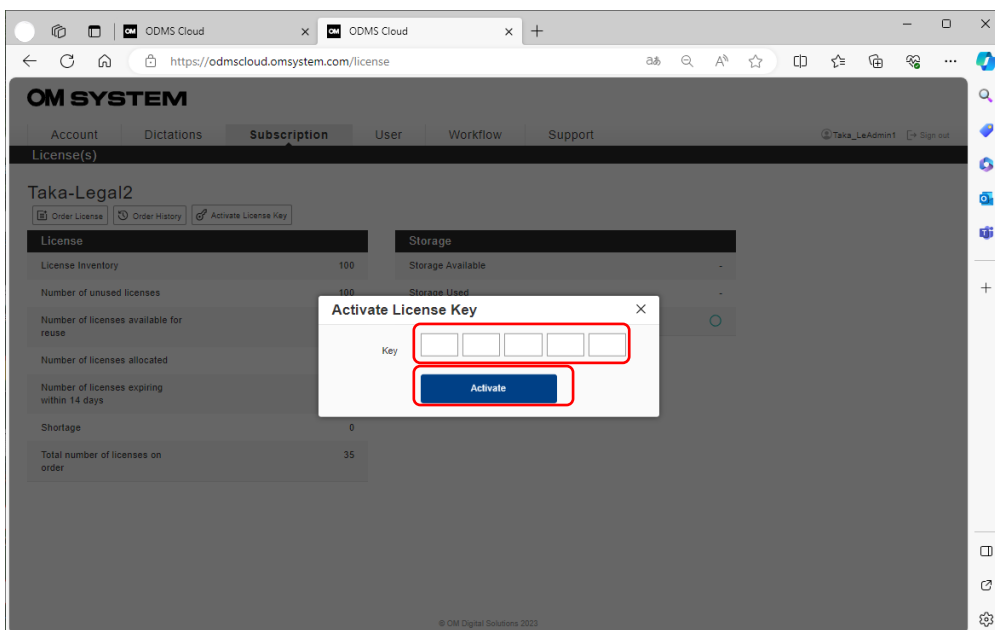 OM ODMS Cloud
OM ODMS Cloud
https://odmscloud.omsystem.com/license
OM SYSTEM
Account Dictations Subscription User Workflow Support Taka_LeAdmin1 Sign out
License(s)
Taka-Legal2
Order License Order History Activate License Key
License Storage
License Inventory 100 Storage Available -
Number of unused licenses 100 Storage Used -
Activate License Key
Number of licenses available for
reuse
Key
Number of licenses allocated
Activate
Number of licenses expiring
within 14 days
Shortage 0
Total number of licenses on
order 35
© OM Digital Solutions 2023